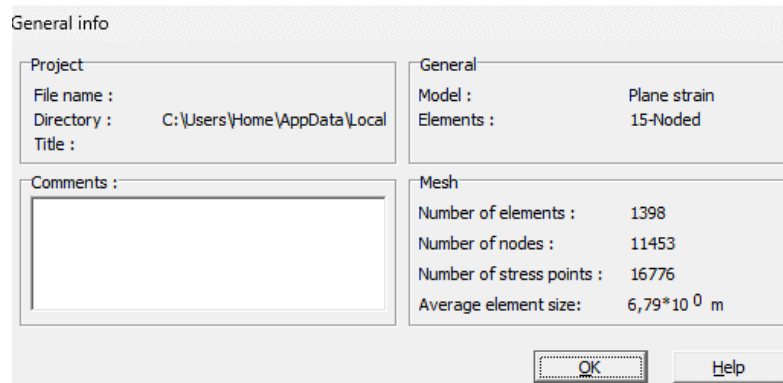 General info
Project
File name :
Directory : C:\Users\Home\AppData\Local
Title :
General
Model : Plane strain
Elements : 15-Noded
Comments :
Mesh
Number of elements : 1398
Number of nodes : 11453
Number of stress points : 16776
Average element size: 6,79*10 0 m
OK
Help